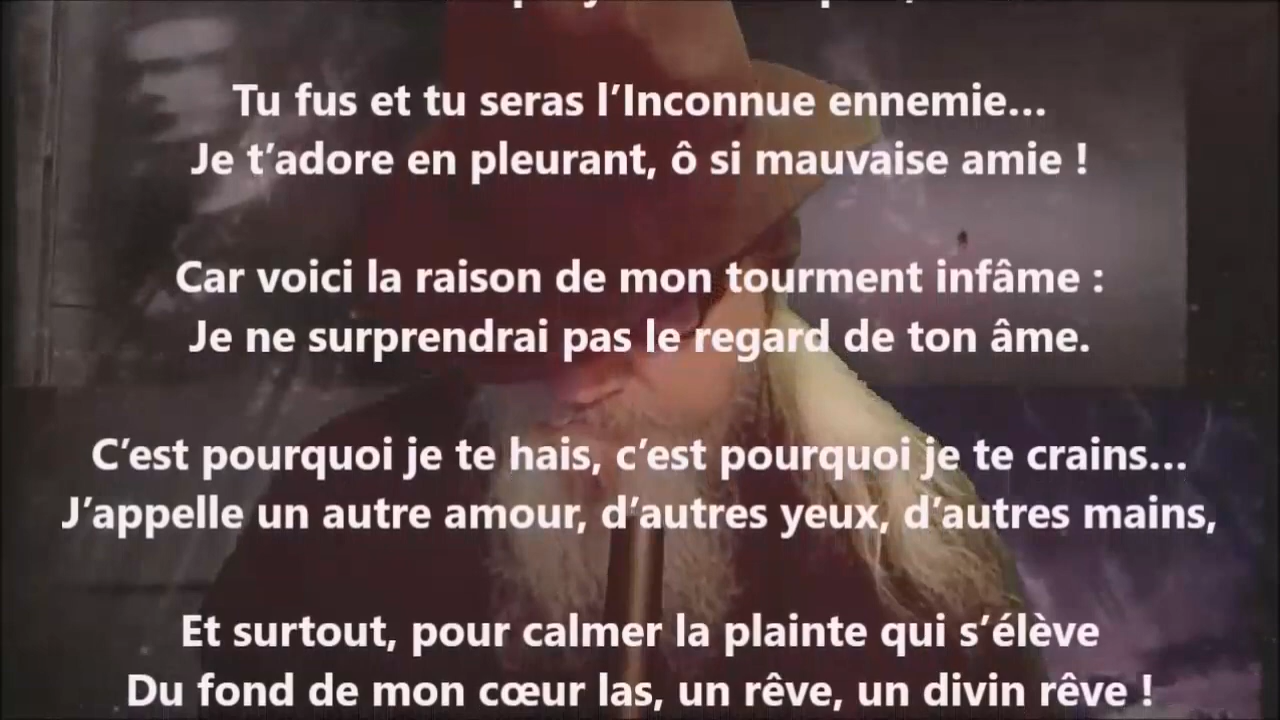 Tu fus et tu seras l’Inconnue ennemie...
Je t’adore en pleurant, ô si mauvaise amie !
Car voici la raison de mon tourment infâme :
Je ne surprendrai pas le regard de ton âme.
C’est pourquoi je te hais, c’est pourquoi je te crains...
J’appelle un autre amour, d’autres yeux, d’autres mains,
Et surtout, pour calmer la plainte qui s’élève
Du fond de mon cœur las, un rêve, un divin rêve !